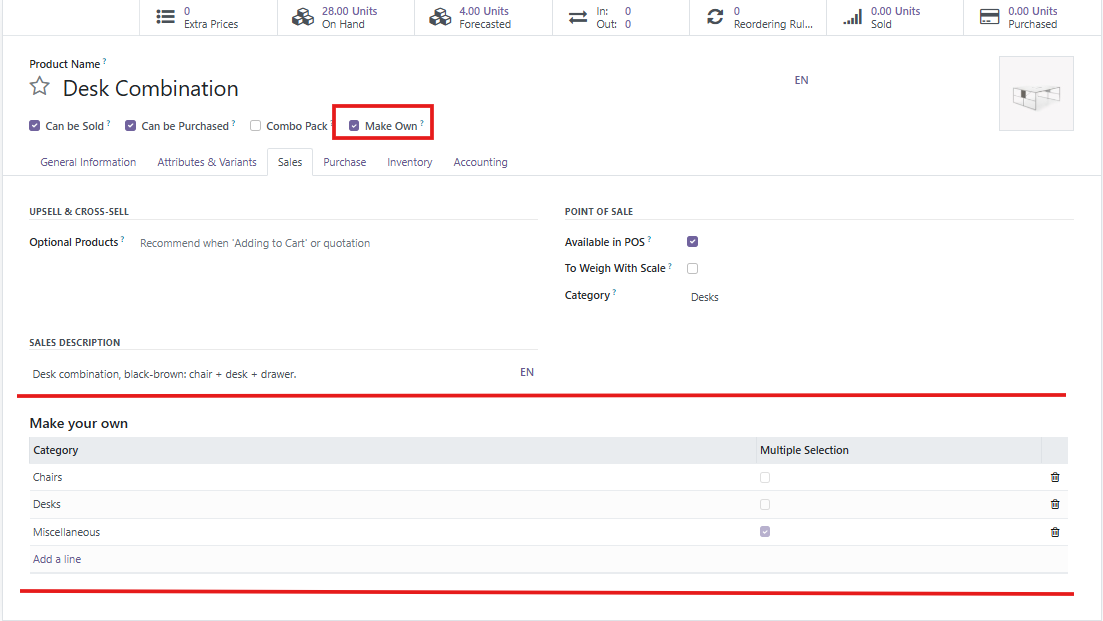 0
Extra Prices
28.00 Units
On Hand
4.00 Units
Forecasted
In: 0
Out: 0
0
Reordering Rul...
0.00 Units
Sold
0.00 Units
Purchased
Product Name ?
Desk Combination
EN
Can be Sold ? Can be Purchased ? Combo Pack ? Make Own ?
General Information Attributes & Variants Sales Purchase Inventory Accounting
UPSELL & CROSS-SELL
Optional Products ? Recommend when 'Adding to Cart' or quotation
POINT OF SALE
Available in POS ?
To Weigh With Scale ?
Category ? Desks
SALES DESCRIPTION
Desk combination, black-brown: chair + desk + drawer. EN
Make your own
Category Multiple Selection
Chairs
Desks
Miscellaneous
Add a line